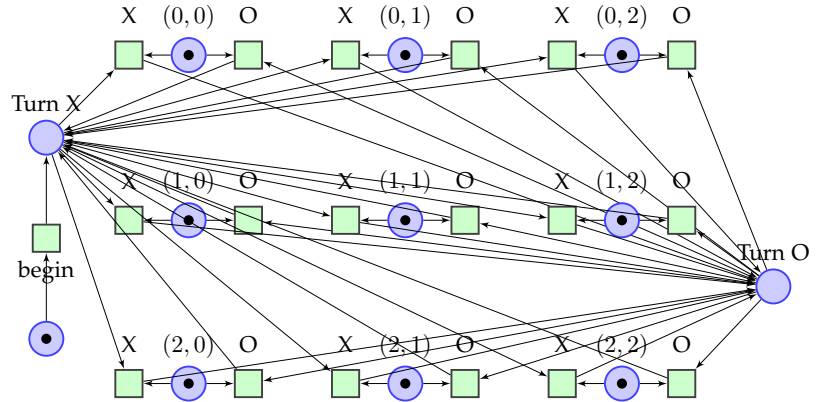 X (0, 0) O X (0, 1) O X (0, 2) O
Turn X
X (1, 0) O X (1, 1) O X (1, 2) O
Turn O
begin
X (2, 0) O X (2, 1) O X (2, 2) O